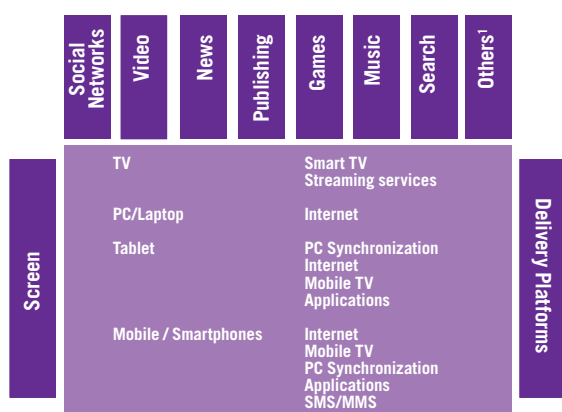 Social
Networks
Video
News
Publishing
Games
Music
Search
Others¹
Screen
TV
Smart TV
Streaming services
PC/Laptop
Internet
Tablet
PC Synchronization
Internet
Mobile TV
Applications
Mobile / Smartphones
Internet
Mobile TV
PC Synchronization
Applications
SMS/MMS
Delivery Platforms